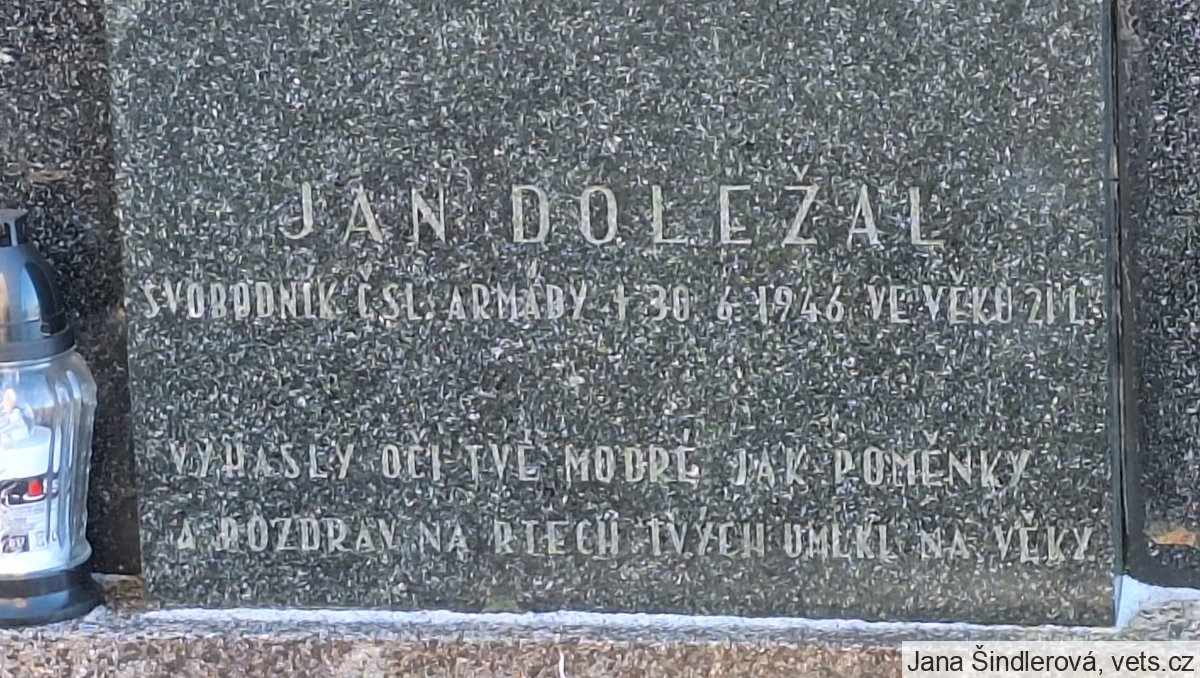 JAN DOLEŽAL
SVOBODNÍK ČSL. ARMÁDY † 30. 6. 1946 VE VĚKU 21 L.
VYHASLY OČI TVÉ MODRÉ JAK POMĚNKY
A POZDRAV NA RTECH TVÝCH UMLKL NA VĚKY
Jana Šindlerová, vets.cz